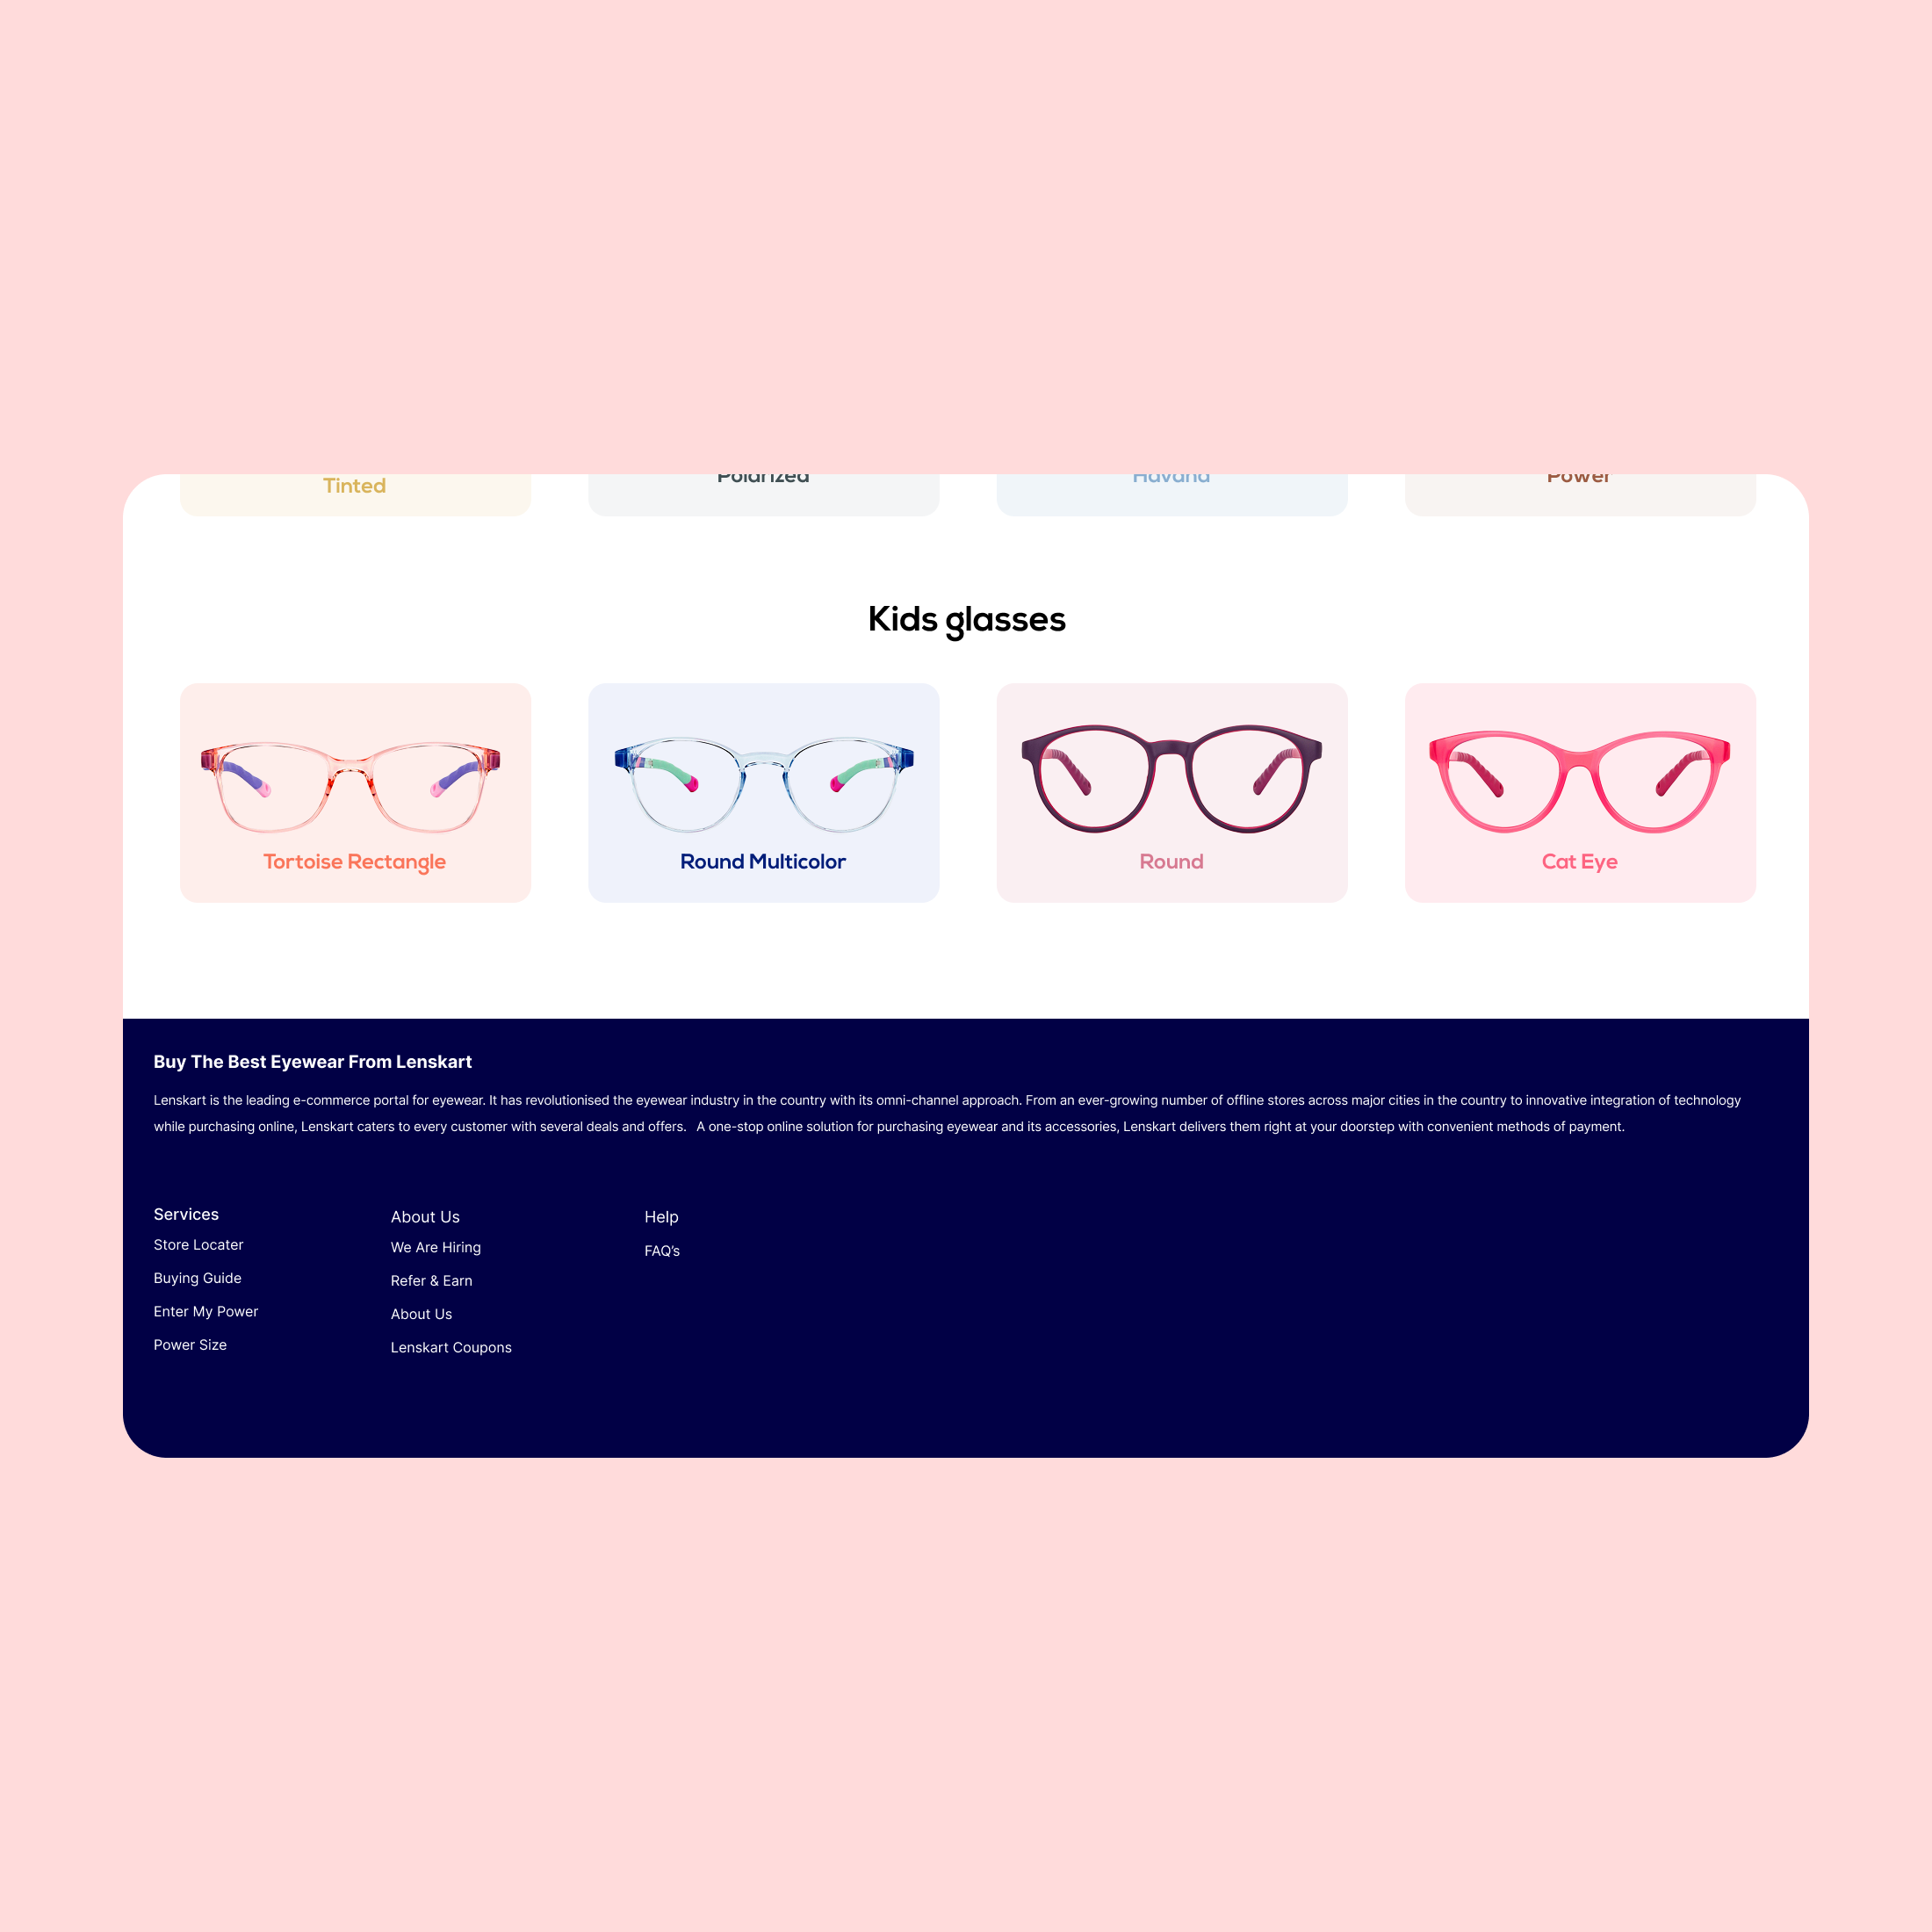 Tinted
Polarized
Havana
Power
Kids glasses
Tortoise Rectangle
Round Multicolor
Round
Cat Eye
Buy The Best Eyewear From Lenskart
Lenskart is the leading e-commerce portal for eyewear. It has revolutionised the eyewear industry in the country with its omni-channel approach. From an ever-growing number of offline stores across major cities in the country to innovative integration of technology
while purchasing online, Lenskart caters to every customer with several deals and offers.   A one-stop online solution for purchasing eyewear and its accessories, Lenskart delivers them right at your doorstep with convenient methods of payment.
Services
Store Locater
Buying Guide
Enter My Power
Power Size
About Us
We Are Hiring
Refer & Earn
About Us
Lenskart Coupons
Help
FAQ’s